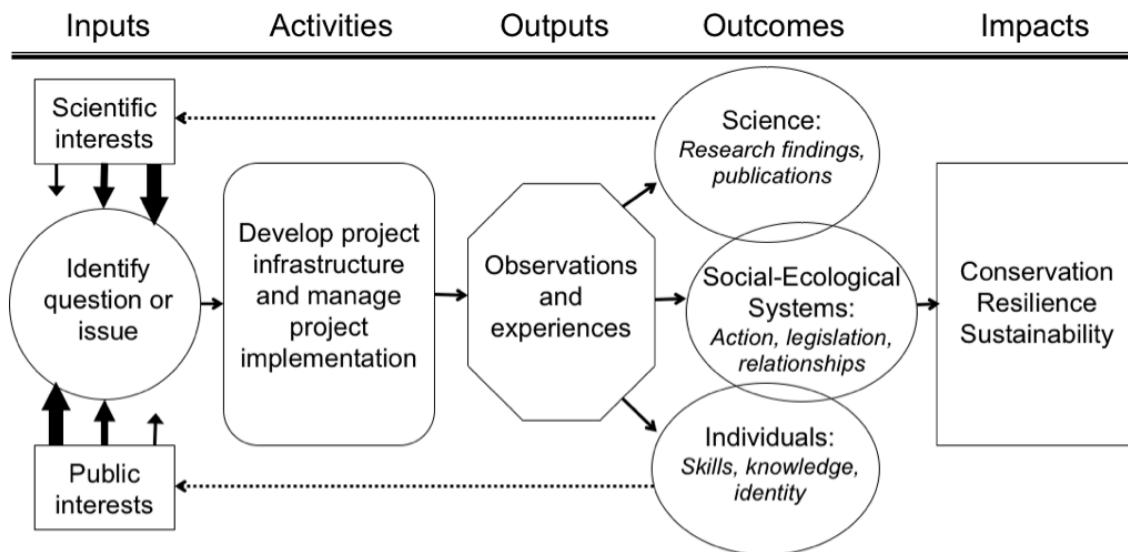 Inputs
Activities
Outputs
Outcomes
Impacts
Scientific
interests
Identify
question or
issue
Public
interests
Develop project
infrastructure
and manage
project
implementation
Observations
and
experiences
Science:
Research findings,
publications
Social-Ecological
Systems:
Action, legislation,
relationships
Individuals:
Skills, knowledge,
identity
Conservation
Resilience
Sustainability